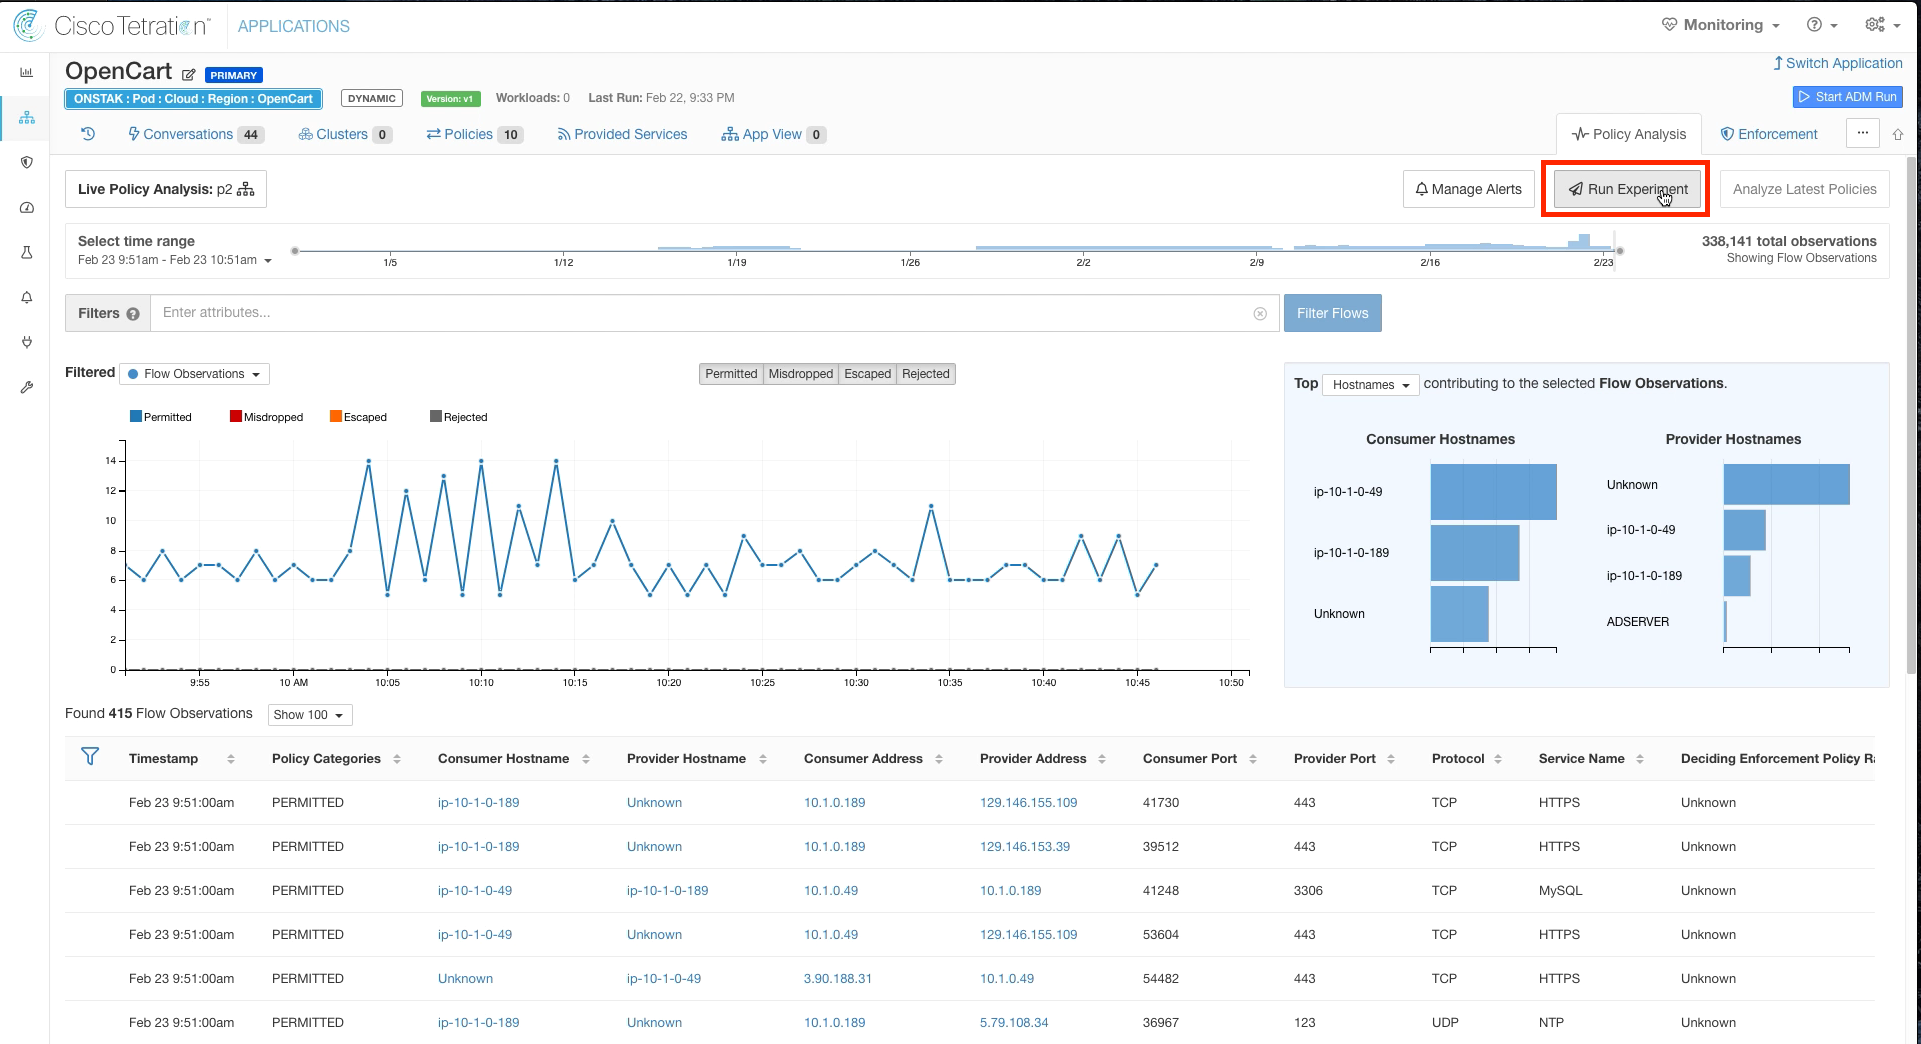 Cisco Tetration™ APPLICATIONS Monitoring
OpenCart PRIMARY Switch Application
ONSTAK : Pod : Cloud : Region : OpenCart DYNAMIC Version: v1 Workloads: 0 Last Run: Feb 22, 9:33 PM Start ADM Run
Conversations 44 Clusters 0 Policies 10 Provided Services App View 0 Policy Analysis Enforcement ...
Live Policy Analysis: p2 Manage Alerts Run Experiment Analyze Latest Policies
Select time range 338,141 total observations
Feb 23 9:51am - Feb 23 10:51am Showing Flow Observations
1/5 1/12 1/19 1/26 2/2 2/9 2/16 2/23
Filters ? Enter attributes... Filter Flows
Filtered Flow Observations Permitted Misdropped Escaped Rejected
Top Hostnames contributing to the selected Flow Observations.
Permitted Misdropped Escaped Rejected
Consumer Hostnames Provider Hostnames
14
12
10
8
6
4
2
0
9:55 10 AM 10:05 10:10 10:15 10:20 10:25 10:30 10:35 10:40 10:45 10:50
ip-10-1-0-49
ip-10-1-0-189
Unknown
Unknown
ip-10-1-0-49
ip-10-1-0-189
ADSERVER
Found 415 Flow Observations Show 100
Timestamp Policy Categories Consumer Hostname Provider Hostname Consumer Address Provider Address Consumer Port Provider Port Protocol Service Name Deciding Enforcement Policy Ra
Feb 23 9:51:00am PERMITTED ip-10-1-0-189 Unknown 10.1.0.189 129.146.155.109 41730 443 TCP HTTPS Unknown
Feb 23 9:51:00am PERMITTED ip-10-1-0-189 Unknown 10.1.0.189 129.146.153.39 39512 443 TCP HTTPS Unknown
Feb 23 9:51:00am PERMITTED ip-10-1-0-49 ip-10-1-0-189 10.1.0.49 10.1.0.189 41248 3306 TCP MySQL Unknown
Feb 23 9:51:00am PERMITTED ip-10-1-0-49 Unknown 10.1.0.49 129.146.155.109 53604 443 TCP HTTPS Unknown
Feb 23 9:51:00am PERMITTED Unknown ip-10-1-0-49 3.90.188.31 10.1.0.49 54482 443 TCP HTTPS Unknown
Feb 23 9:51:00am PERMITTED ip-10-1-0-189 Unknown 10.1.0.189 5.79.108.34 36967 123 UDP NTP Unknown